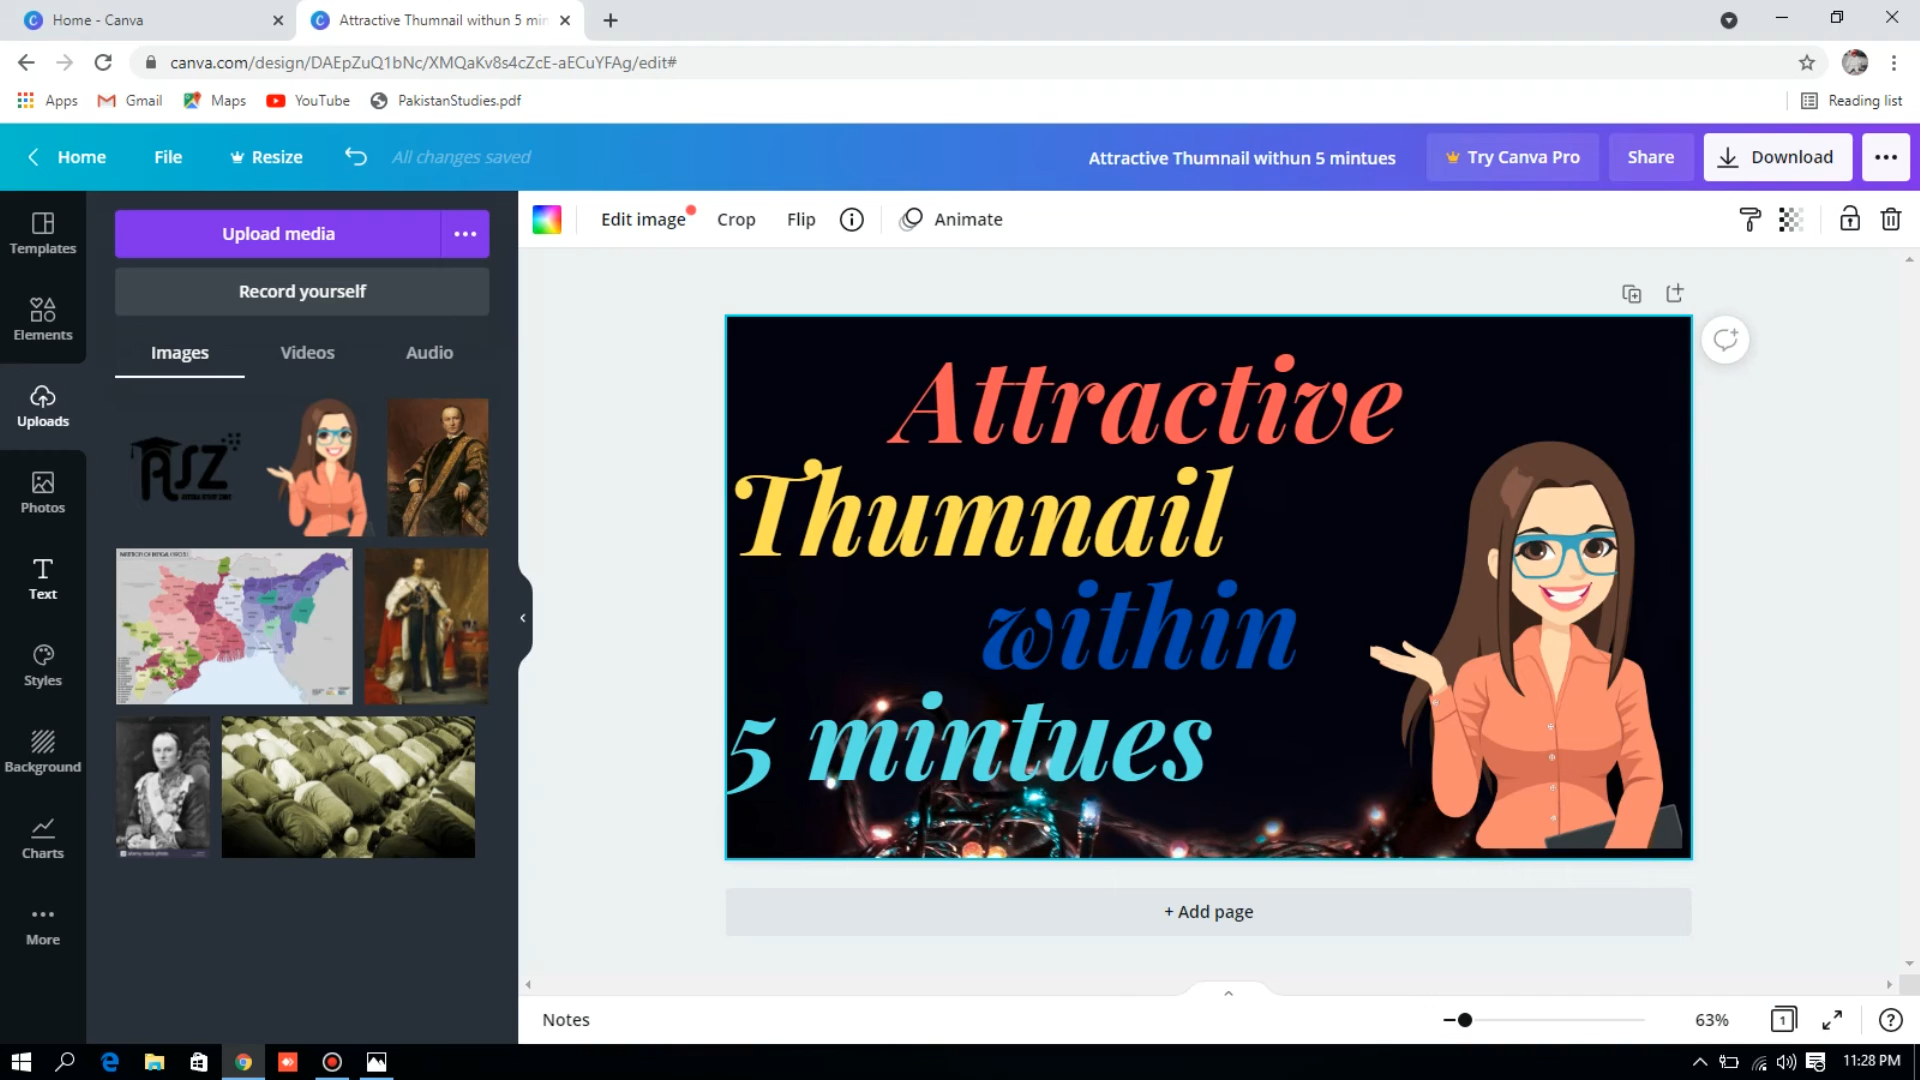 Home - Canva
Attractive Thumnail withun 5 min
canva.com/design/DAEpZuQ1bNc/XMQaKv8s4cZcE-aECuYFAg/edit#
Apps Gmail Maps YouTube PakistanStudies.pdf Reading list
Home File Resize All changes saved Attractive Thumnail withun 5 mintues Try Canva Pro Share Download
Templates
Elements
Uploads
Photos
Text
Styles
Background
Charts
More
Upload media
Record yourself
Images Videos Audio
ASZ
Edit image Crop Flip Animate
Attractive
Thumnail
within
5 mintues
+ Add page
Notes 63% 1
11:28 PM